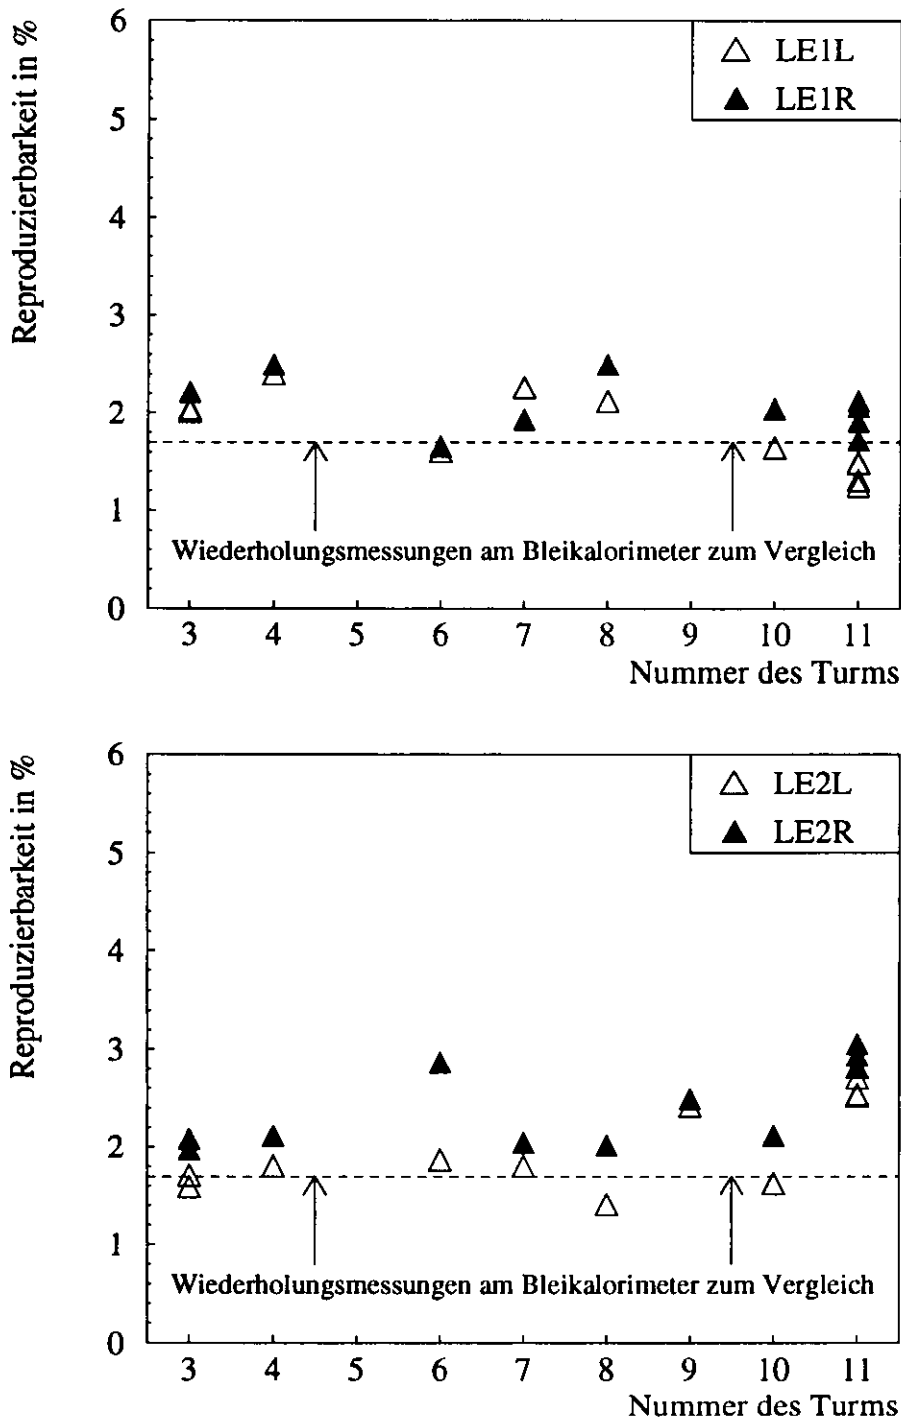 Reproduzierbarkeit in %
6
5
4
3
2
1
0
LE1L
LE1R
Wiederholungsmessungen am Bleikalorimeter zum Vergleich
3 4 5 6 7 8 9 10 11
Nummer des Turms
Reproduzierbarkeit in %
6
5
4
3
2
1
0
LE2L
LE2R
Wiederholungsmessungen am Bleikalorimeter zum Vergleich
3 4 5 6 7 8 9 10 11
Nummer des Turms